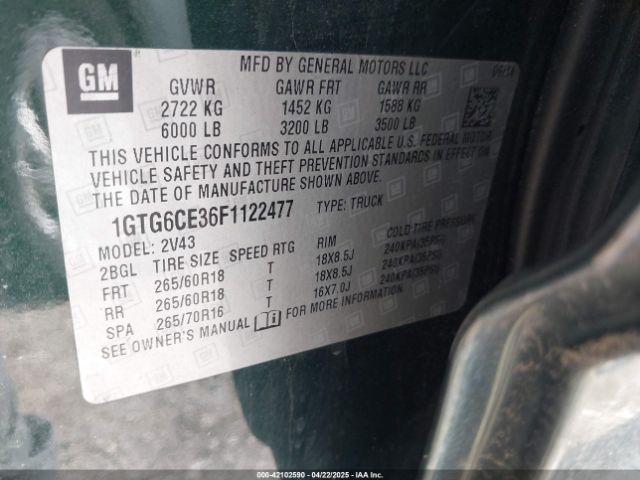 GM
MFD BY GENERAL MOTORS LLC 09/14
GVWR GAWR FRT GAWR RR
2722 KG 1452 KG 1588 KG
6000 LB 3200 LB 3500 LB
THIS VEHICLE CONFORMS TO ALL APPLICABLE U.S. FEDERAL MOTOR
VEHICLE SAFETY AND THEFT PREVENTION STANDARDS IN EFFECT ON
THE DATE OF MANUFACTURE SHOWN ABOVE.
1GTG6CE36F1122477 TYPE: TRUCK
MODEL: 2V43
2BGL TIRE SIZE SPEED RTG RIM COLD TIRE PRESSURE
FRT 265/60R18 T 18X8.5J 240KPA(35PSI)
RR 265/60R18 T 18X8.5J 240KPA(35PSI)
SPA 265/70R16 T 16X7.0J 240KPA(35PSI)
SEE OWNER'S MANUAL FOR MORE INFORMATION
000-42102590 - 04/22/2025 - IAAI.COM